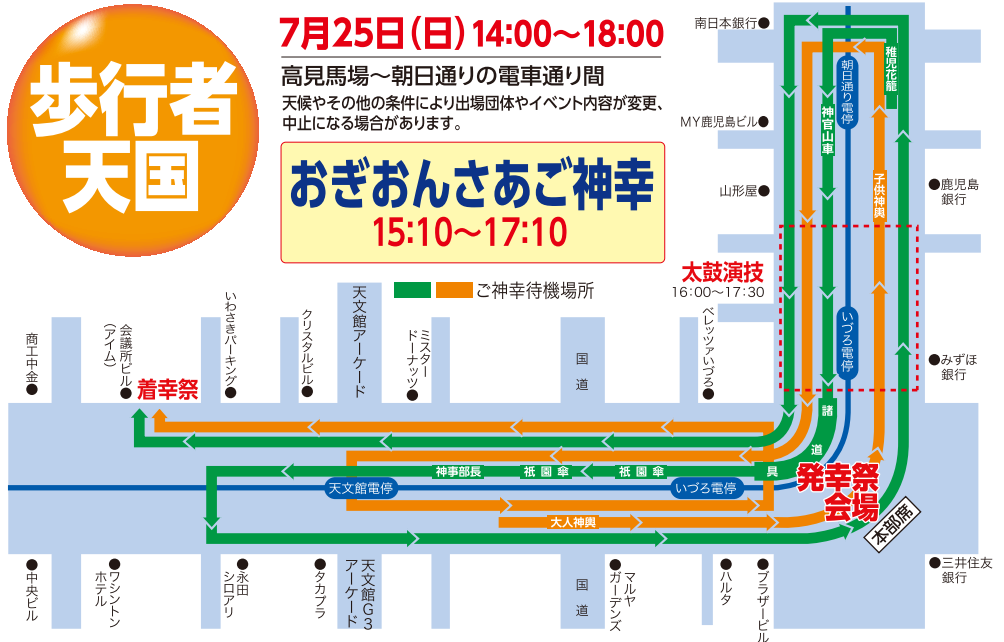 歩行者
天国
7月25日(日) 14:00〜18:00
高見馬場〜朝日通りの電車通り間
天候やその他の条件により出場団体やイベント内容が変更、
中止になる場合があります。
おぎおんさあご神幸
15:10〜17:10
ご神幸待機場所
南日本銀行●
MY鹿児島ビル●
山形屋●
太鼓演技
16:00〜17:30
ベレッツァいづろ●
稚児花籠
朝日通り電停
神官山車
子供神輿
いづろ電停
●鹿児島
銀行
●みずほ
銀行
●三井住友
銀行
商工中金●
会議所ビル●
(アイム)
着幸祭
いわさきパーキング●
クリスタルビル●
天文館アーケード
ミスター
ドーナッツ●
国道
諸
道
具
神事部長
祇園傘
祇園傘
天文館電停
いづろ電停
大人神輿
発幸祭
会場
本部席
●中央ビル
●ワシントン
ホテル
●永田
シロアリ
●タカプラ
天文館G3
アーケード
国道
●マルヤ
ガーデンズ
●ハルタ
●ブラザービル